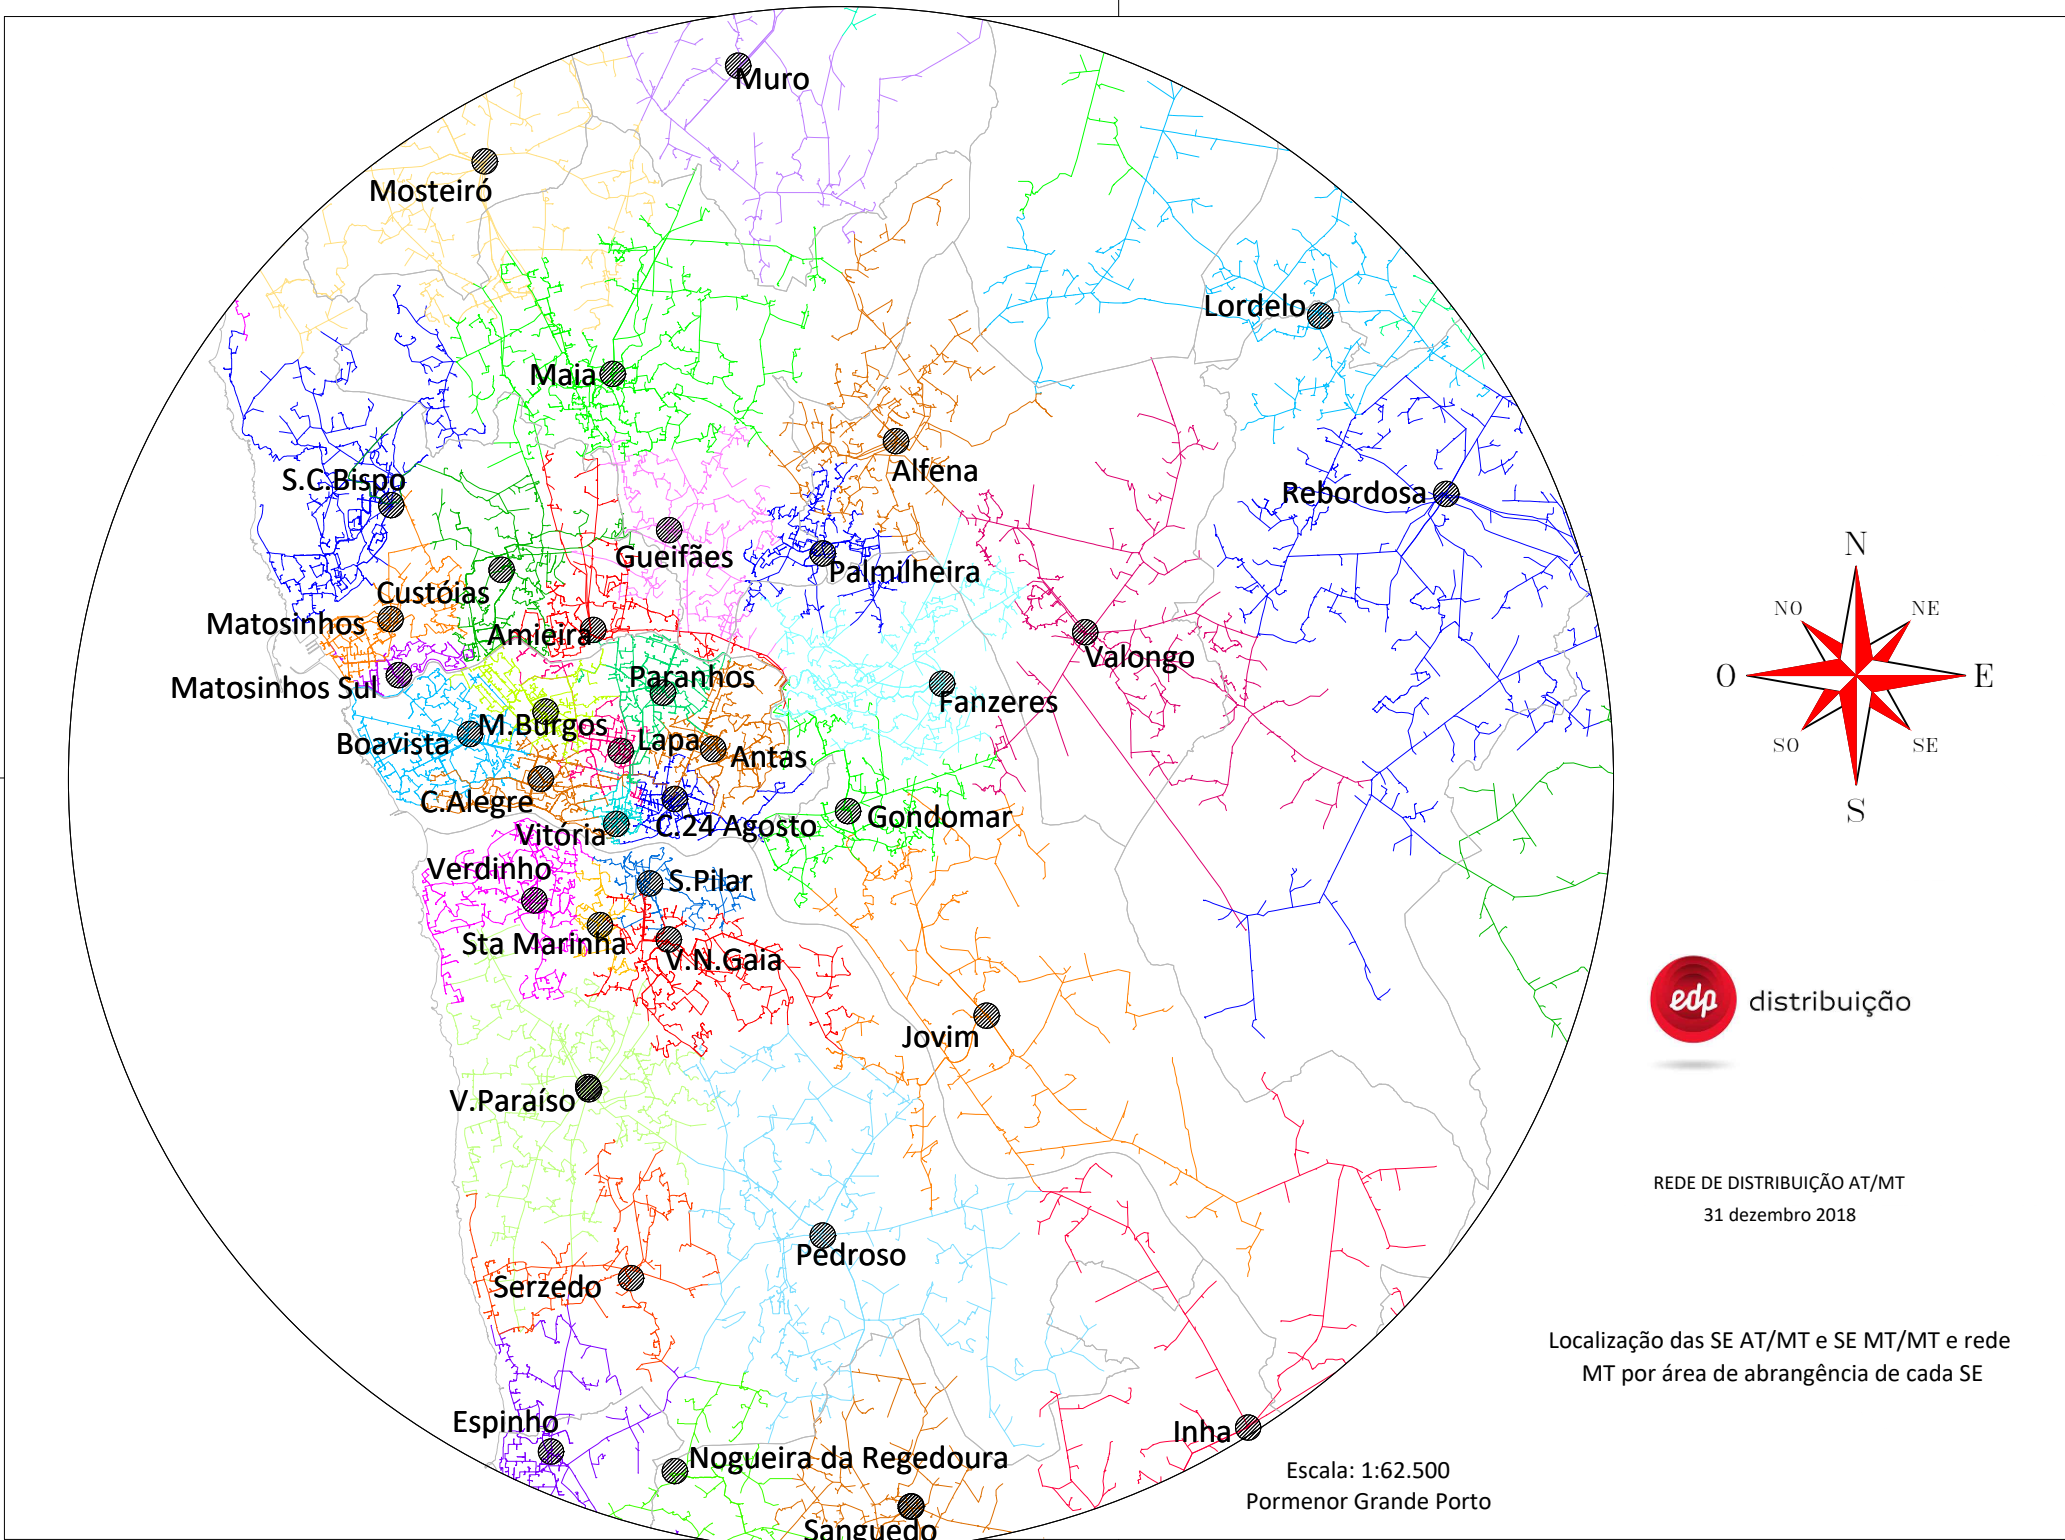 Muro
Mosteiró
Lordelo
Maia
Alfena
S.C.Bispo
Rebordosa
Gueifães
Palmilheira
Custóias
Matosinhos
Amieira
Valongo
Matosinhos Sul
Paranhos
Fanzeres
M.Burgos
Boavista
Lapa
Antas
C.Alegre
Vitória
C.24 Agosto
Gondomar
Verdinho
S.Pilar
Sta Marinha
V.N.Gaia
Jovim
V.Paraíso
Pedroso
Serzedo
Espinho
Nogueira da Regedoura
Inha
Sanguedo
N
NO
NE
O
E
SO
SE
S
edp distribuição
REDE DE DISTRIBUIÇÃO AT/MT
31 dezembro 2018
Localização das SE AT/MT e SE MT/MT e rede
MT por área de abrangência de cada SE
Escala: 1:62.500
Pormenor Grande Porto